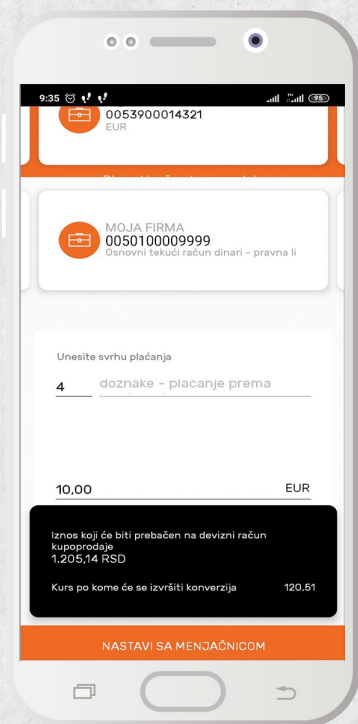 9:35
95
0053900014321
EUR
MOJA FIRMA
0050100009999
Osnovni tekući račun dinari - pravna li
Unesite svrhu plaćanja
4 doznake - placanje prema
10,00 EUR
Iznos koji će biti prebačen na devizni račun
kupoprodaje
1.205,14 RSD
Kurs po kome će se izvršiti konverzija 120,51
NASTAVI SA MENJAČNICOM